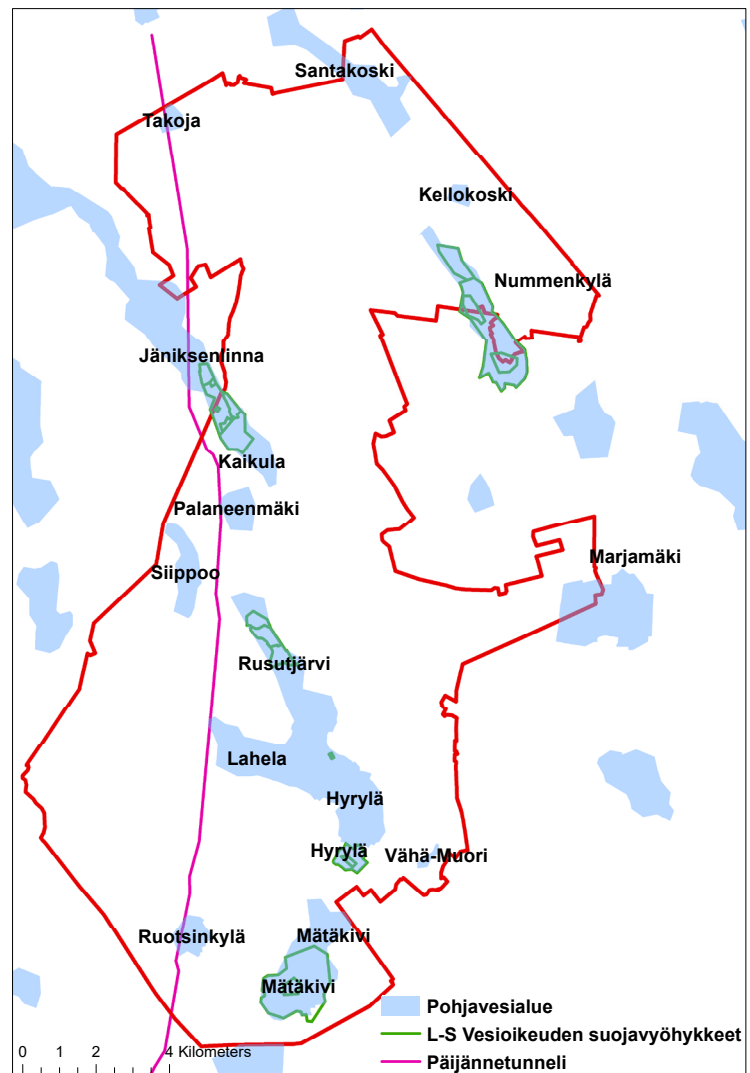 Santakoski
Takoja
Kellokoski
Nummenkylä
Jäniksenlinna
Kaikula
Palaneenmäki
Marjamäki
Siippoo
Rusutjärvi
Lahela
Hyrylä
Hyrylä
Vähä-Muori
Ruotsinkylä
Mätäkivi
Mätäkivi
Pohjavesialue
L-S Vesioikeuden suojavyöhykkeet
Päijännetunneli
0 1 2 4 Kilometers